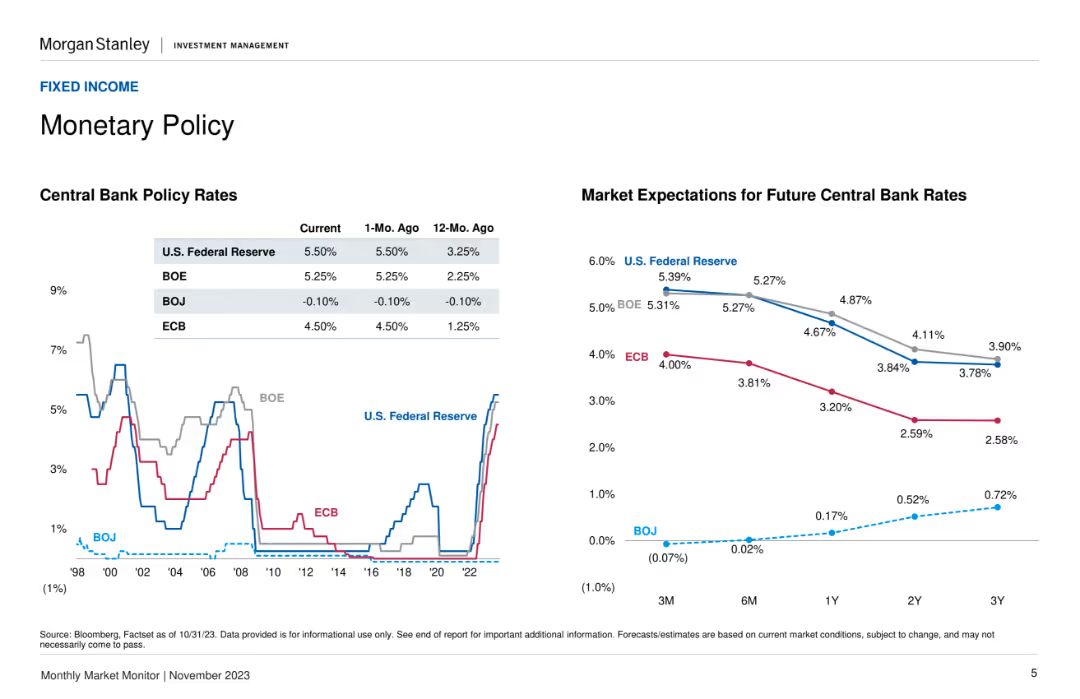 Morgan Stanley | INVESTMENT MANAGEMENT
FIXED INCOME
Monetary Policy
Central Bank Policy Rates
Current 1-Mo. Ago 12-Mo. Ago
U.S. Federal Reserve 5.50% 5.50% 3.25%
BOE 5.25% 5.25% 2.25%
BOJ -0.10% -0.10% -0.10%
ECB 4.50% 4.50% 1.25%
9%
7%
5%
3%
1%
(1%)
BOE
U.S. Federal Reserve
ECB
BOJ
'98 '00 '02 '04 '06 '08 '10 '12 '14 '16 '18 '20 '22
Market Expectations for Future Central Bank Rates
6.0%
5.0%
4.0%
3.0%
2.0%
1.0%
0.0%
(1.0%)
U.S. Federal Reserve
5.39% 5.27% 4.67% 3.84% 3.78%
BOE
5.31% 5.27% 4.87% 4.11% 3.90%
ECB
4.00% 3.81% 3.20% 2.59% 2.58%
BOJ
(0.07%) 0.02% 0.17% 0.52% 0.72%
3M 6M 1Y 2Y 3Y
Source: Bloomberg, Factset as of 10/31/23. Data provided is for informational use only. See end of report for important additional information. Forecasts/estimates are based on current market conditions, subject to change, and may not
necessarily come to pass.
Monthly Market Monitor | November 2023
5